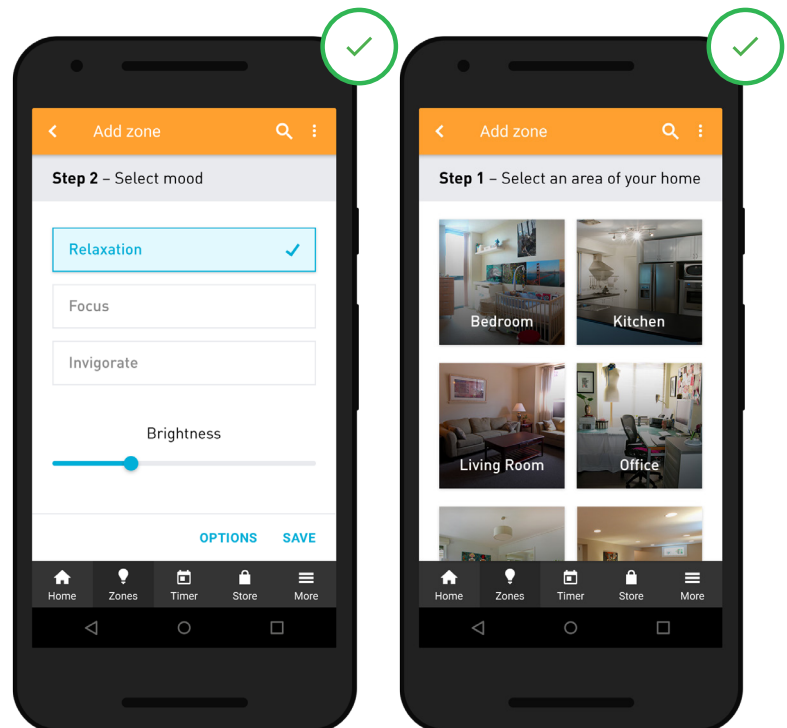 Add zone
Step 2 – Select mood
Relaxation
Focus
Invigorate
Brightness
OPTIONS SAVE
Home Zones Timer Store More
Add zone
Step 1 – Select an area of your home
Bedroom Kitchen
Living Room Office
Home Zones Timer Store More